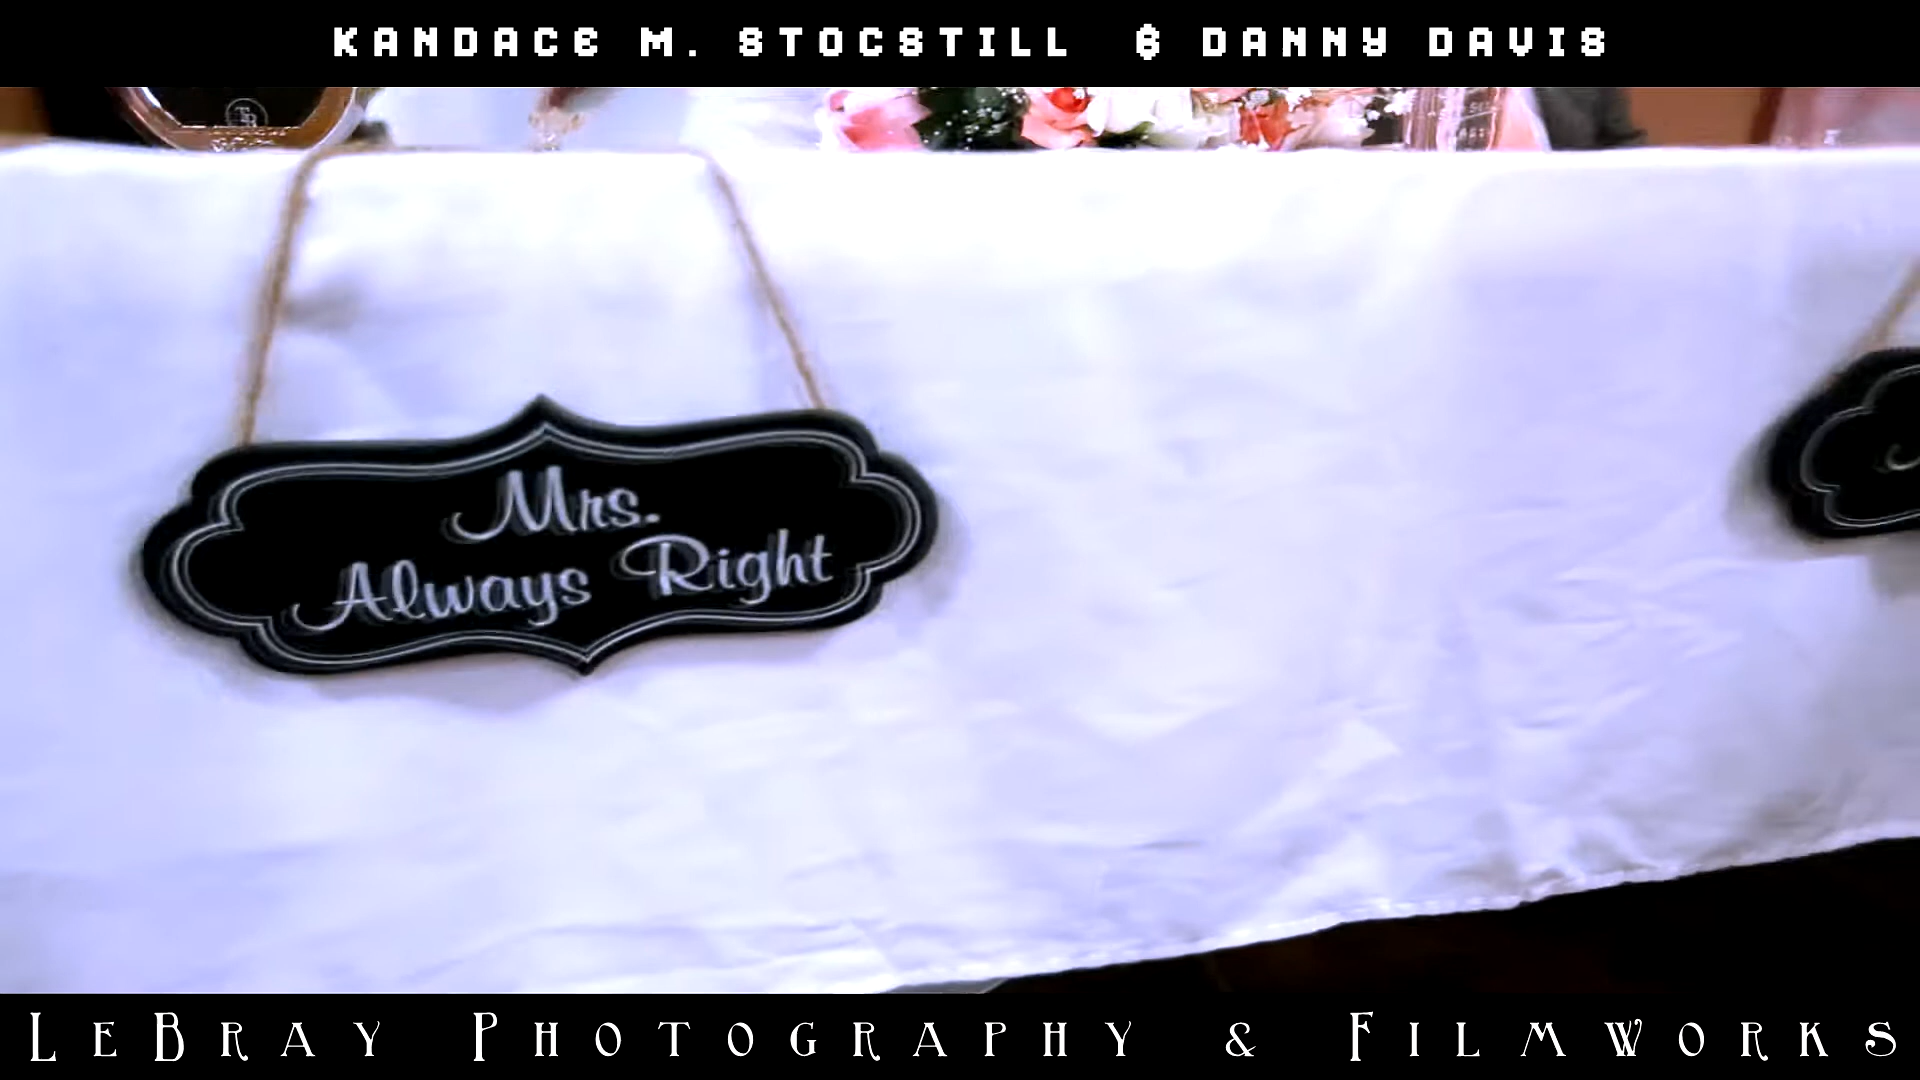 KANDACE M. STOCSTILL & DANNY DAVIS
Mrs.
Always Right
LEBRAY PHOTOGRAPHY & FILMWORKS